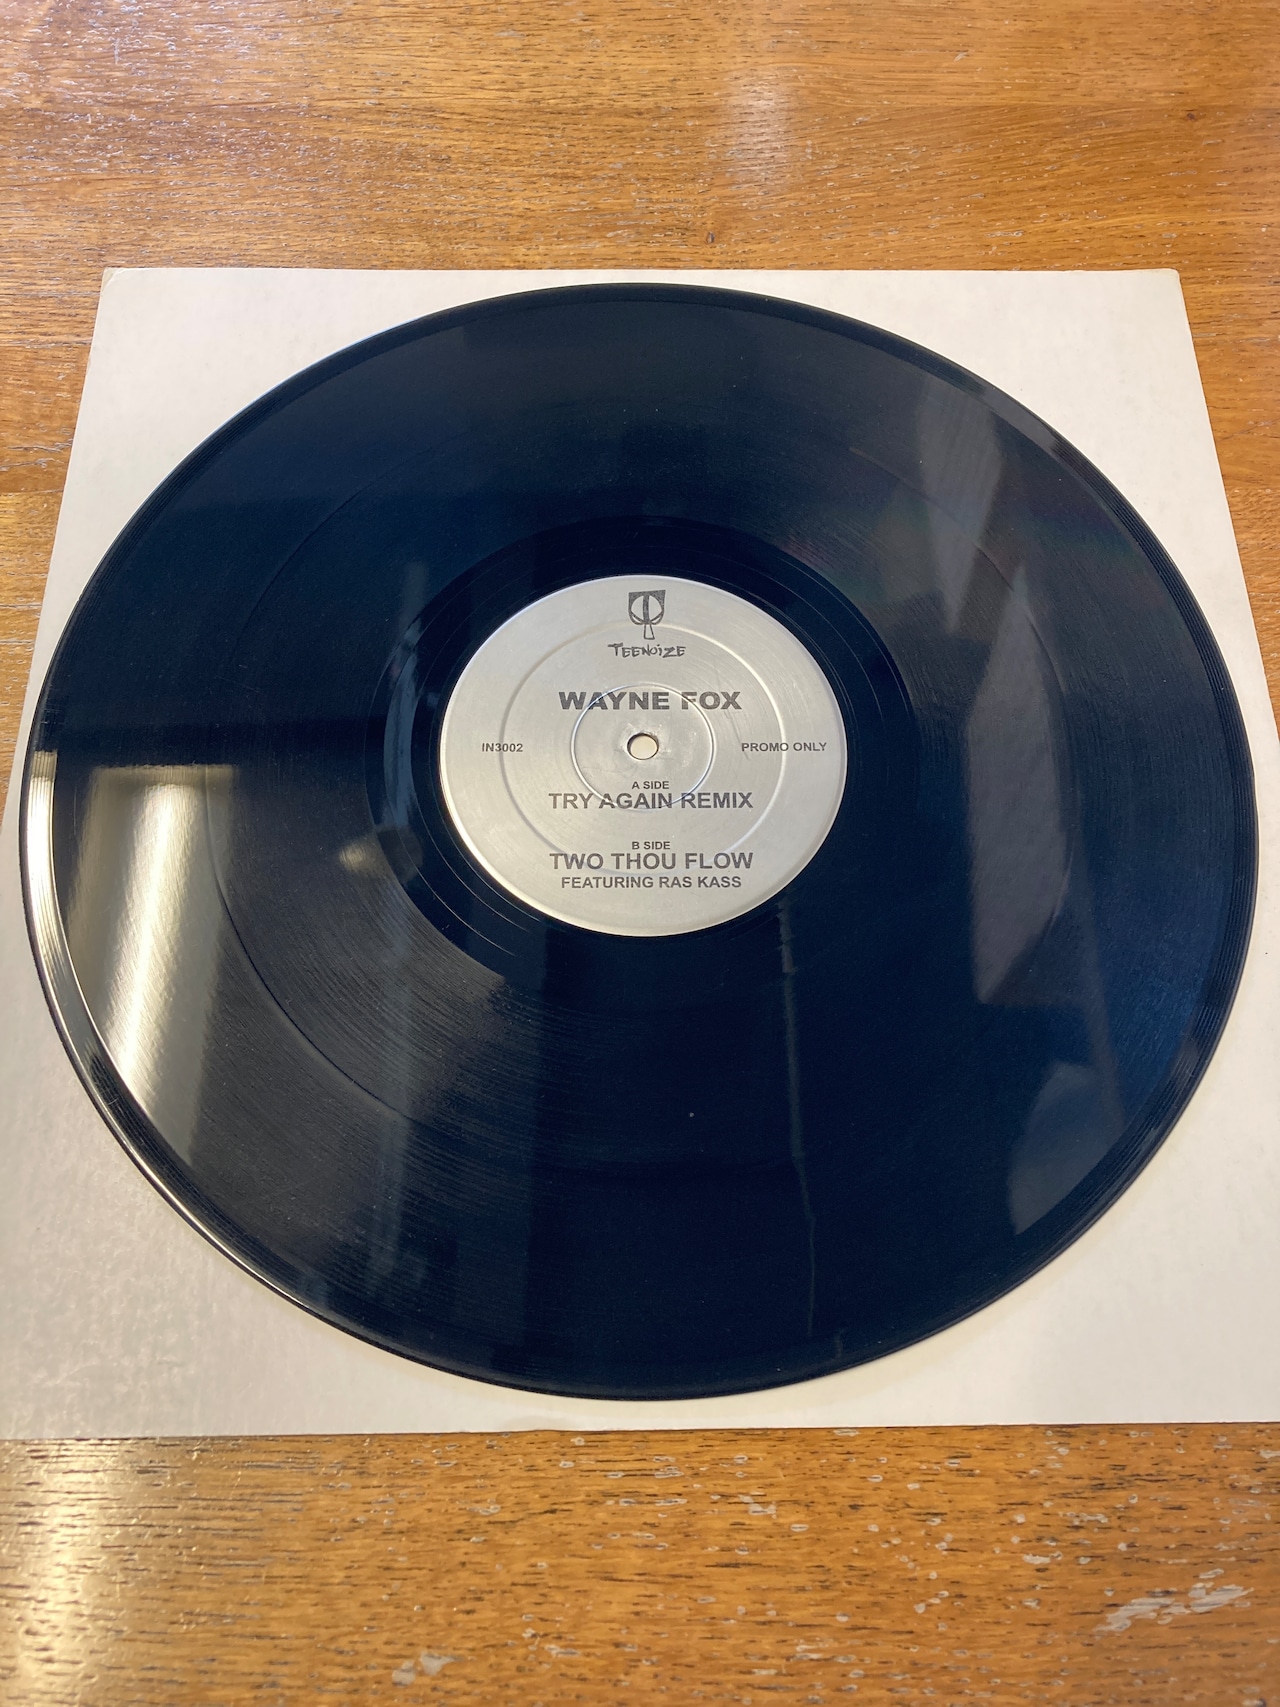 TEENOIZE
WAYNE FOX
IN3002 PROMO ONLY
A SIDE
TRY AGAIN REMIX
B SIDE
TWO THOU FLOW
FEATURING RAS KASS